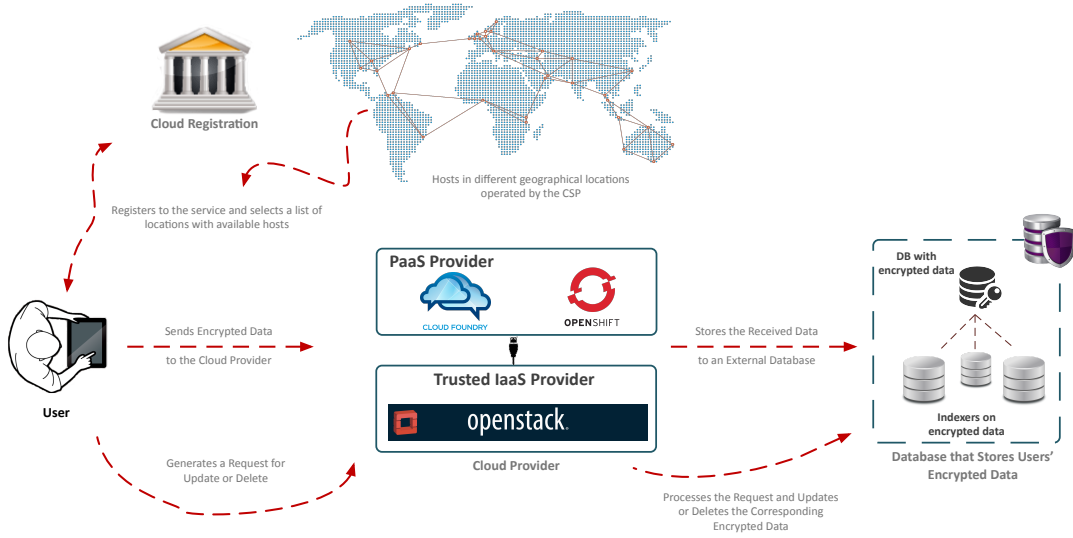 Cloud Registration
Hosts in different geographical locations
operated by the CSP
Registers to the service and selects a list of
locations with available hosts
PaaS Provider
CLOUD FOUNDRY
OPENSHIFT
DB with
encrypted data
Sends Encrypted Data
to the Cloud Provider
Stores the Received Data
to an External Database
Trusted IaaS Provider
openstack.
User
Indexers on
encrypted data
Cloud Provider
Database that Stores Users'
Encrypted Data
Generates a Request for
Update or Delete
Processes the Request and Updates
or Deletes the Corresponding
Encrypted Data